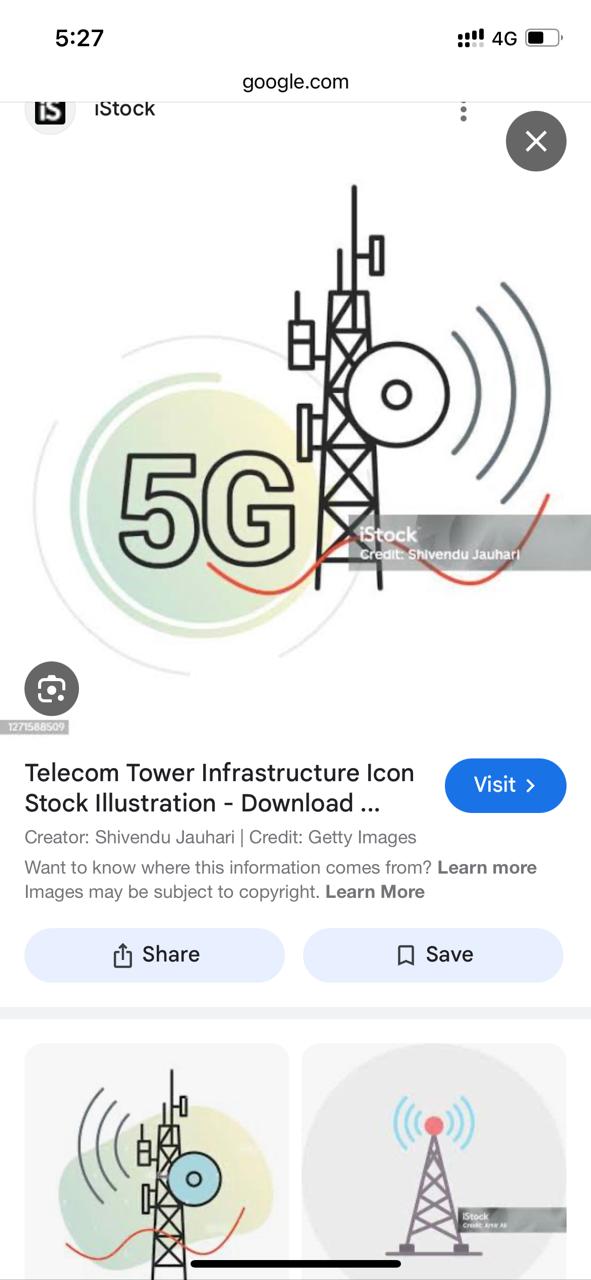 5:27
4G
google.com
iS
iStock
5G
iStock
Credit: Shivendu Jauhari
1271588509
Telecom Tower Infrastructure Icon
Stock Illustration - Download ...
Visit
Creator: Shivendu Jauhari | Credit: Getty Images
Want to know where this information comes from? Learn more
Images may be subject to copyright. Learn More
Share
Save
iStock
Credit: Amir Ali